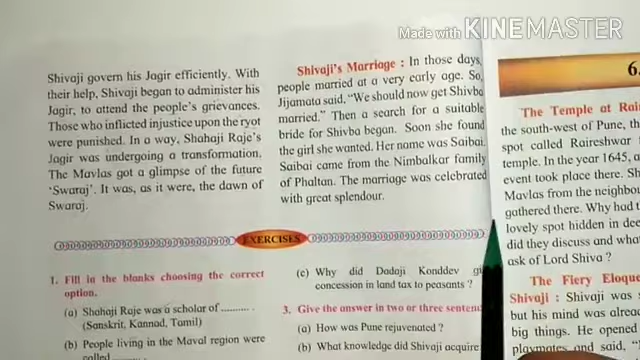 Made with KINEMASTER
Shivaji govern his Jagir efficiently. With
their help, Shivaji began to administer his
Jagir, to attend the people's grievances.
Those who inflicted injustice upon the ryot
were punished. In a way, Shahaji Raje's
Jagir was undergoing a transformation.
The Mavlas got a glimpse of the future
'Swaraj'. It was, as it were, the dawn of
Swaraj.
Shivaji's Marriage : In those days,
people married at a very early age. So,
Jijamata said, "We should now get Shivba
married." Then a search for a suitable
bride for Shivba began. Soon she found
the girl she wanted. Her name was Saibai.
Saibai came from the Nimbalkar family
of Phaltan. The marriage was celebrated
with great splendour.
EXERCISES
1. Fill in the blanks choosing the correct
option.
(a) Shahaji Raje was a scholar of ..........
(Sanskrit, Kannad, Tamil)
(b) People living in the Maval region were
called
(c) Why did Dadaji Konddev
concession in land tax to peasants ?
3. Give the answer in two or three
(a) How was Pune rejuvenated ?
(b) What knowledge did Shivaji acquire
6.
The Temple at
the south-west of Pune,
spot called Raireshwar
temple. In the year 1645,
event took place there.
Mavlas from the
gathered there. Why had
lovely spot hidden in
did they discuss and
ask of Lord Shiva ?
The Fiery
Shivaji : Shivaji was
but his mind was
big things. He opened
playmates and said,